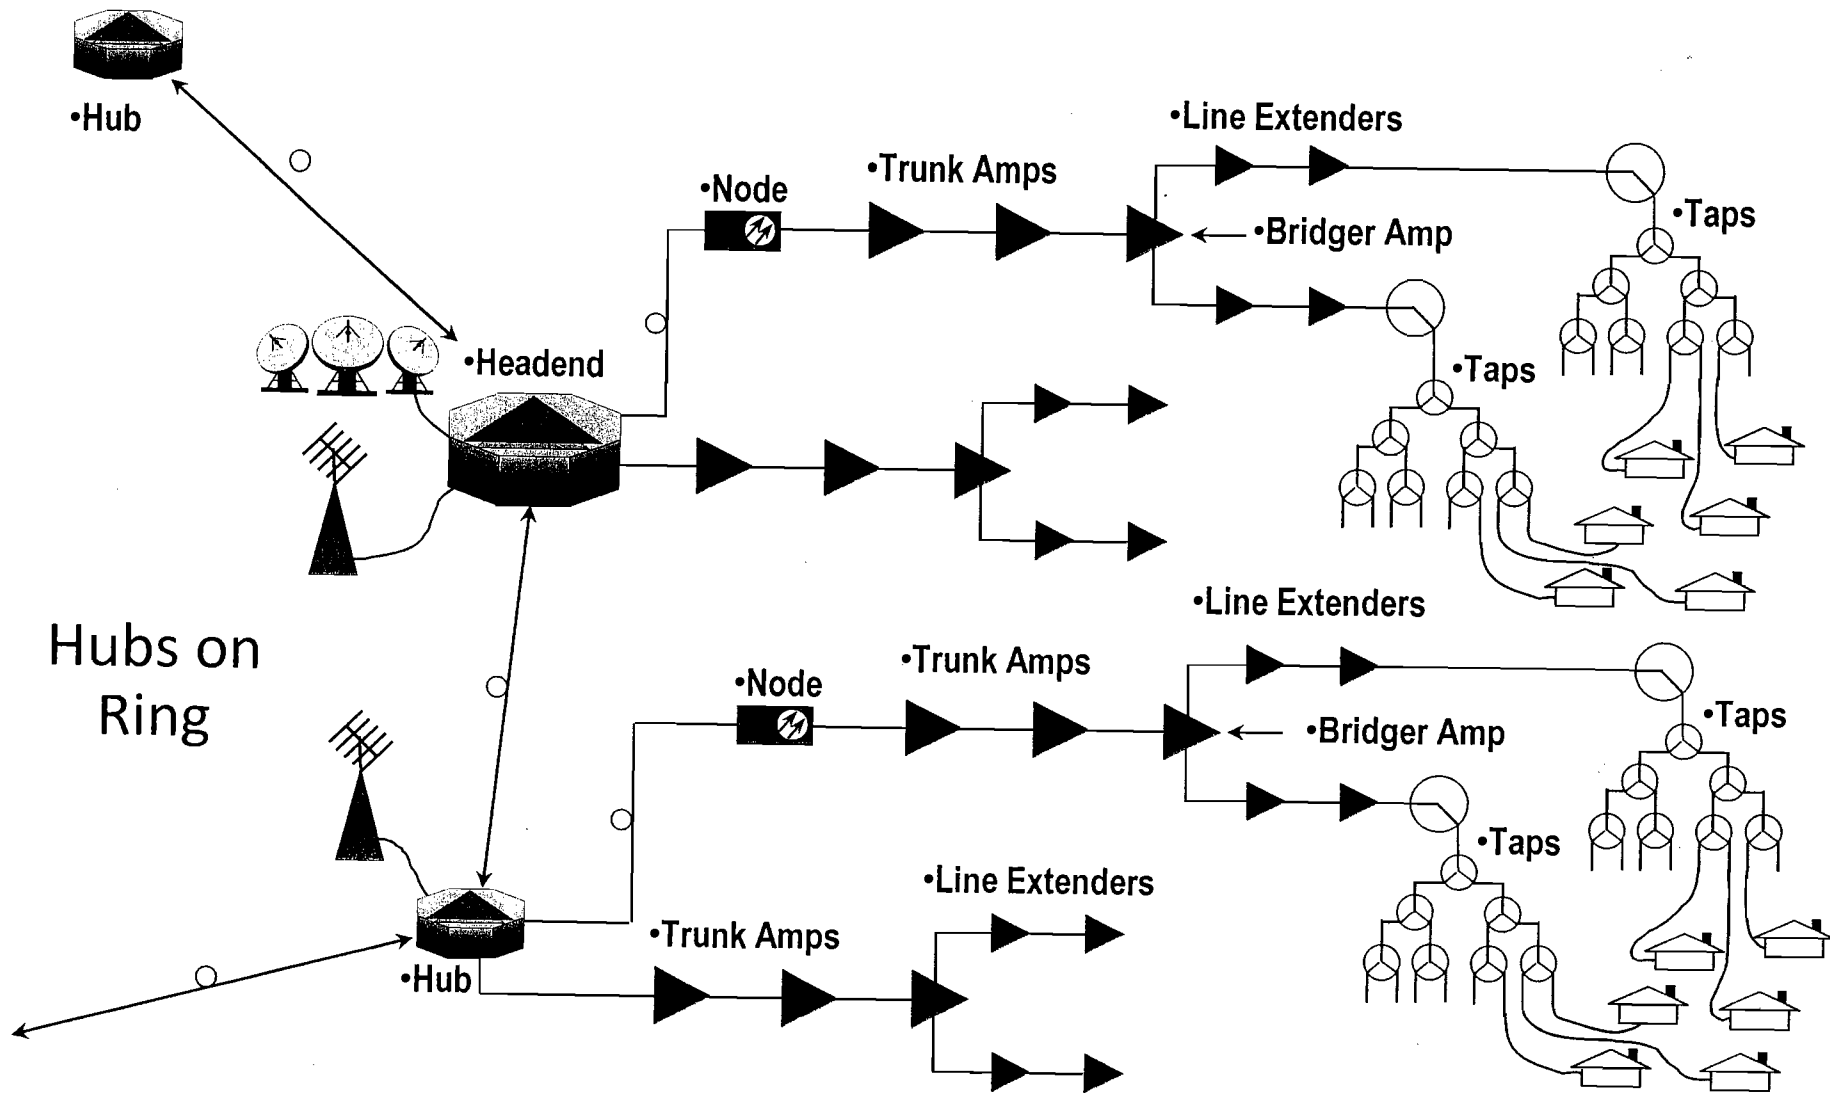 •Hub
•Line Extenders
•Trunk Amps
•Node
•Taps
•Bridger Amp
•Headend
•Taps
•Line Extenders
Hubs on
Ring
•Trunk Amps
•Node
•Taps
•Bridger Amp
•Taps
•Line Extenders
•Trunk Amps
•Hub